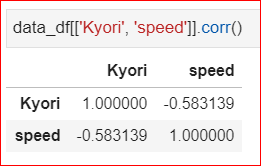 data_df[['Kyori', 'speed']].corr()
Kyori speed
Kyori 1.000000 -0.583139
speed -0.583139 1.000000